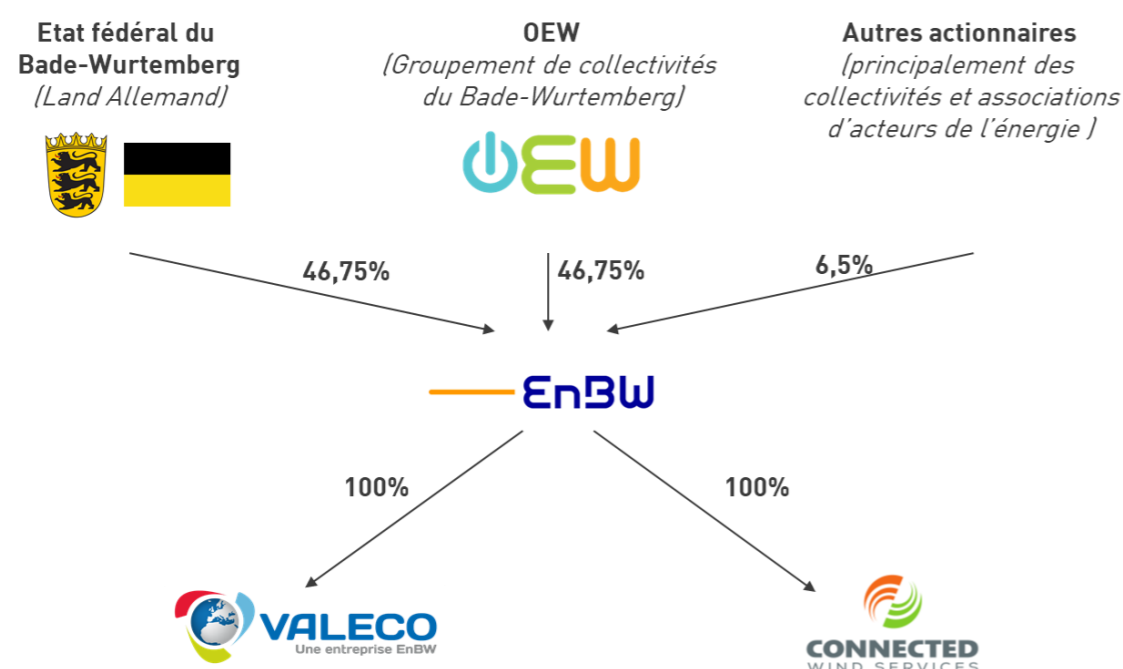 Etat fédéral du
Bade-Wurtemberg
(Land Allemand)
OEW
(Groupement de collectivités
du Bade-Wurtemberg)
Autres actionnaires
(principalement des
collectivités et associations
d'acteurs de l'énergie )
OEW
46,75%
46,75%
6,5%
EnBW
100%
100%
VALECO
Une entreprise EnBW
CONNECTED
WIND SERVICES